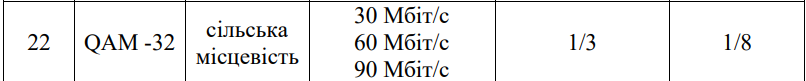 22 QAM -32 сільська місцевість 30 Мбіт/с 1/3 1/8
60 Мбіт/с
90 Мбіт/с